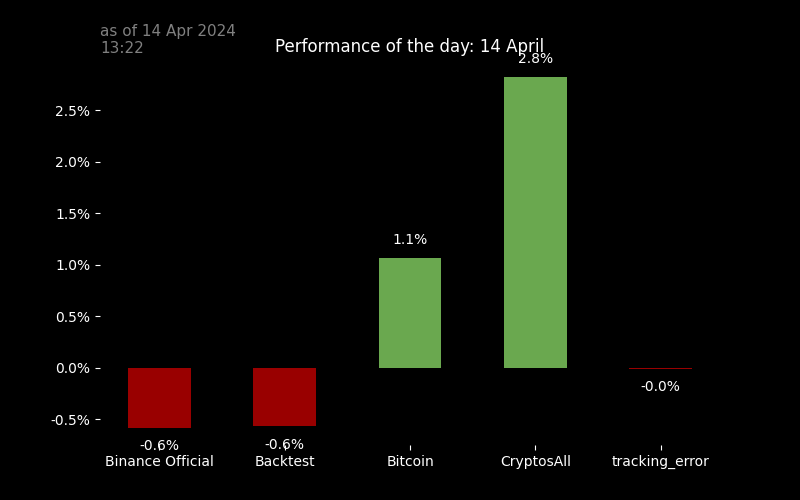 as of 14 Apr 2024
13:22
Performance of the day: 14 April
2.8%
2.5%
2.0%
1.5%
1.1%
1.0%
0.5%
0.0%
-0.0%
-0.5%
-0.6%
-0.6%
Binance Official
Backtest
Bitcoin
CryptosAll
tracking_error